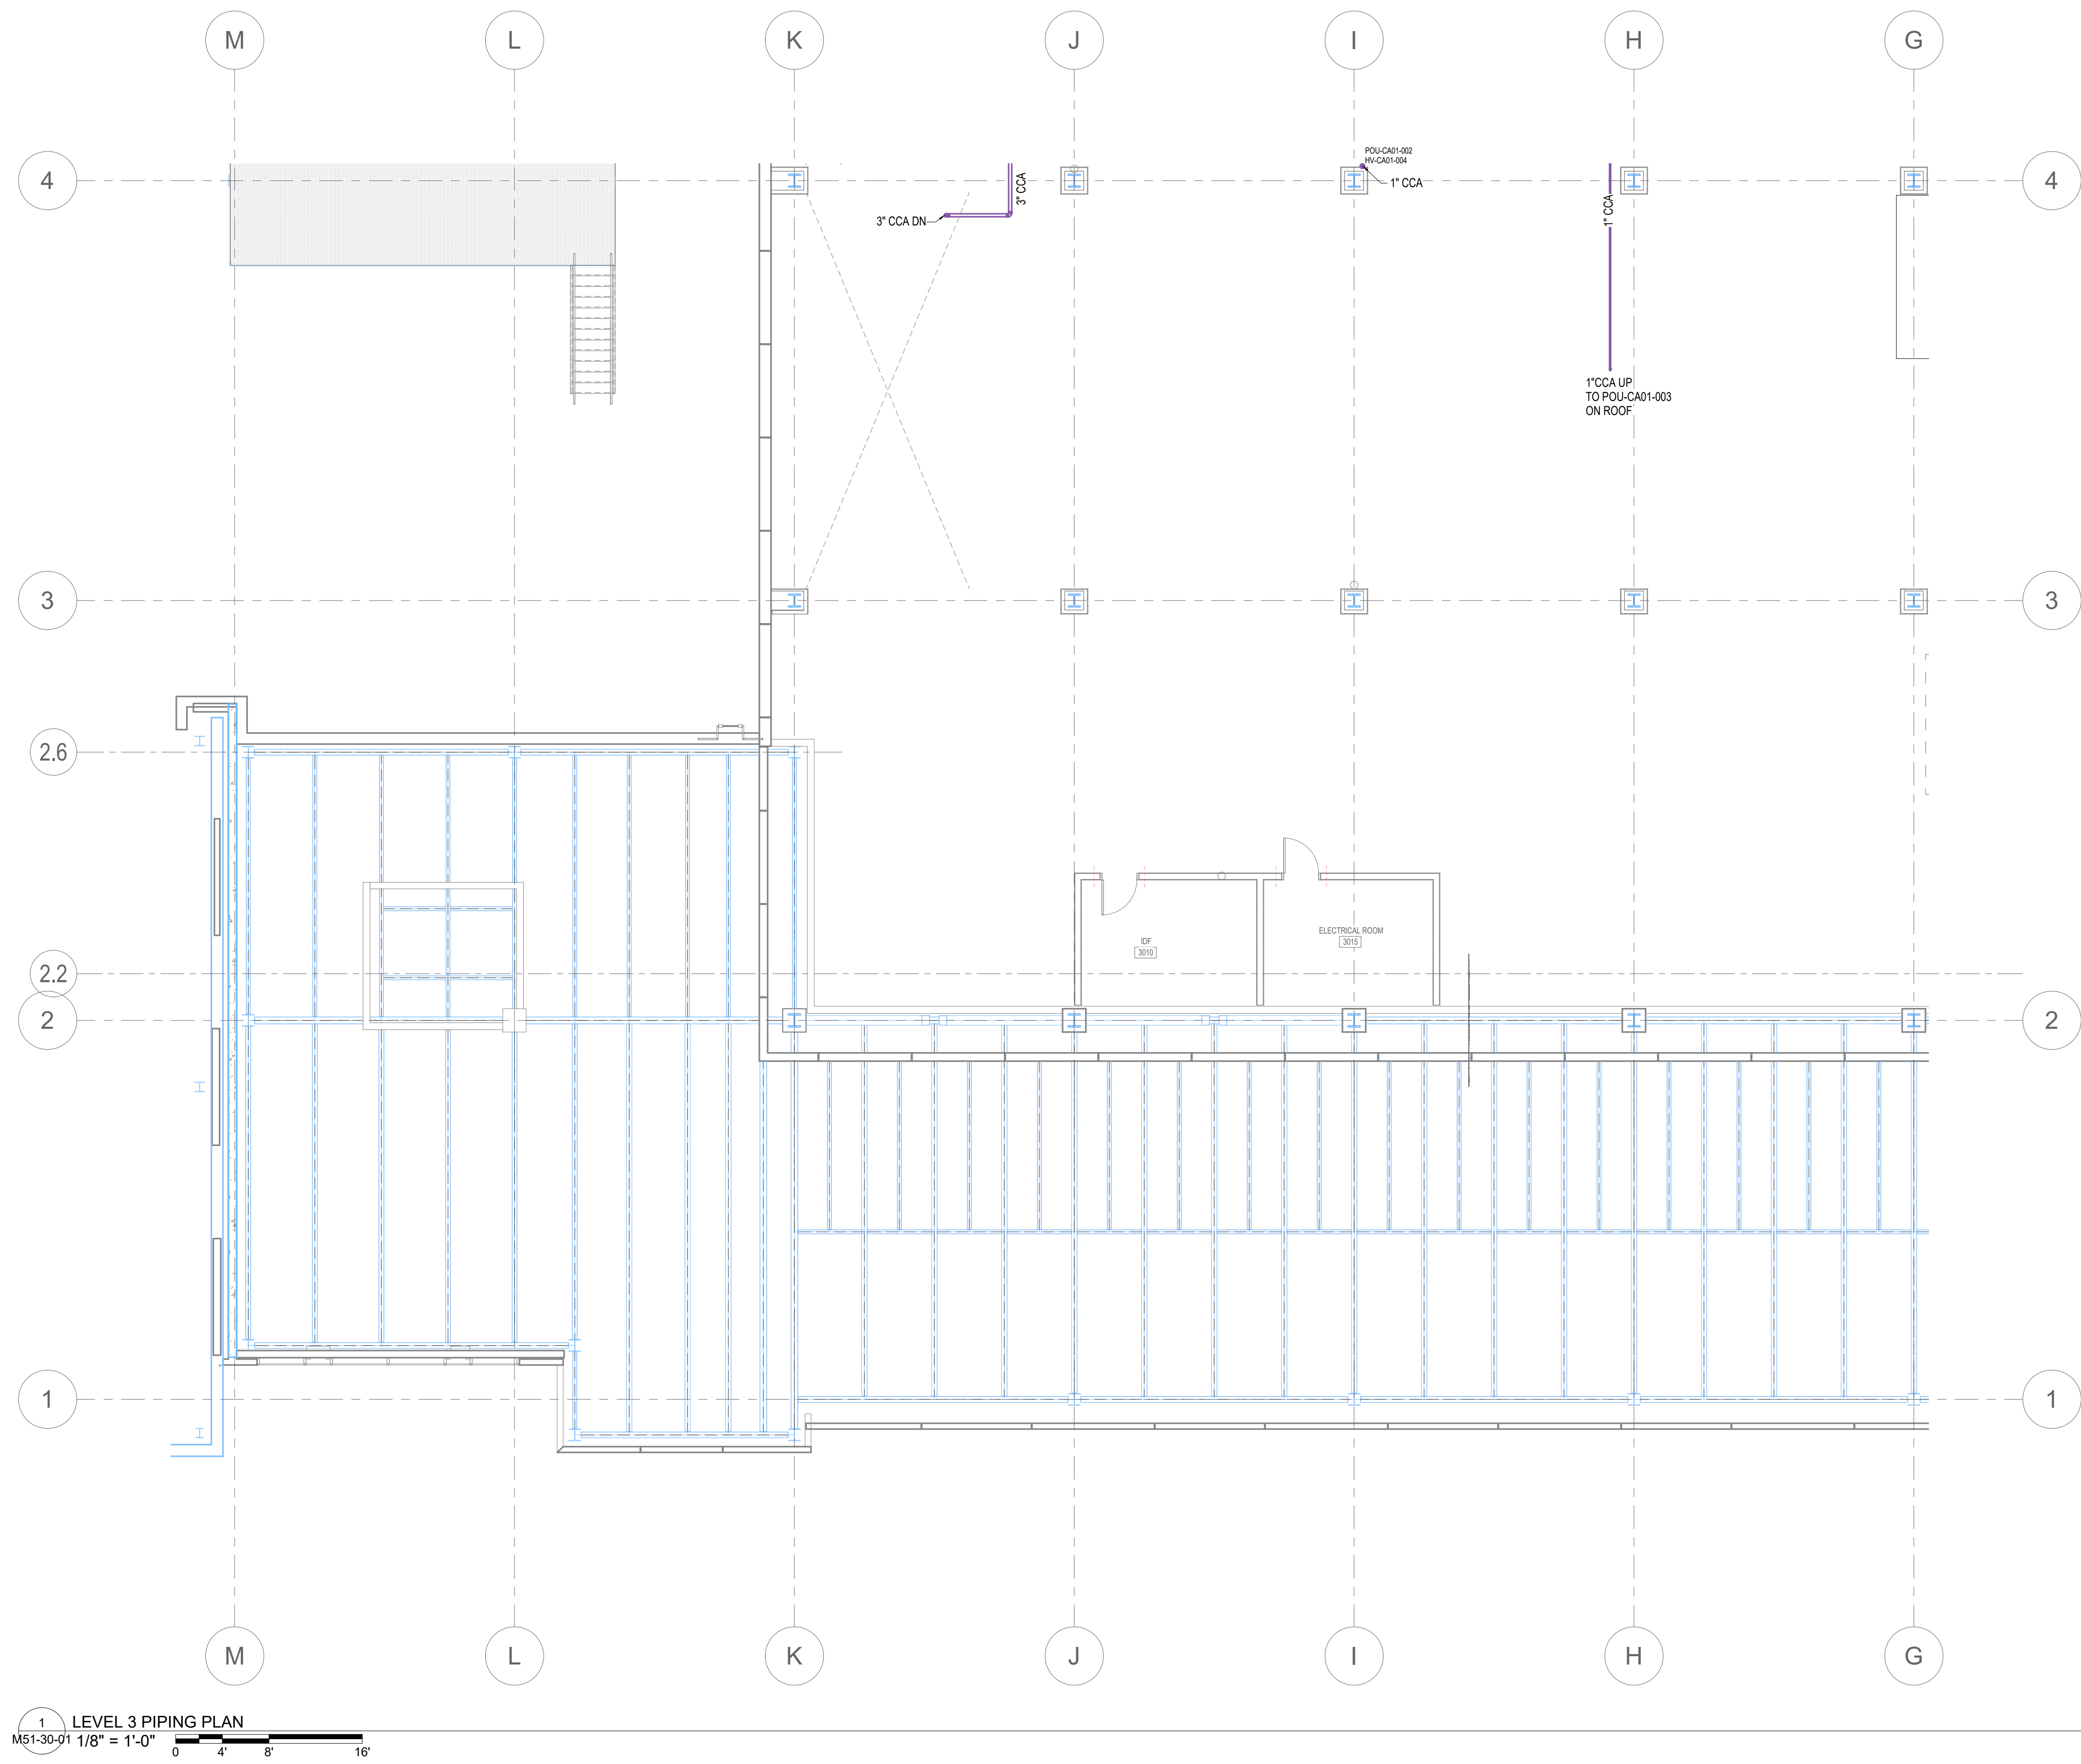 M
L
K
J
I
H
G
4
POU-CA01-002
HV-CA01-004
1" CCA
3" CCA
3" CCA DN
1" CCA
4
1"CCA UP
TO POU-CA01-003
ON ROOF
3
3
2.6
IDF
3010
ELECTRICAL ROOM
3015
2.2
2
2
1
1
M
L
K
J
I
H
G
1
M51-30-01
LEVEL 3 PIPING PLAN
1/8" = 1'-0"
0
4'
8'
16'